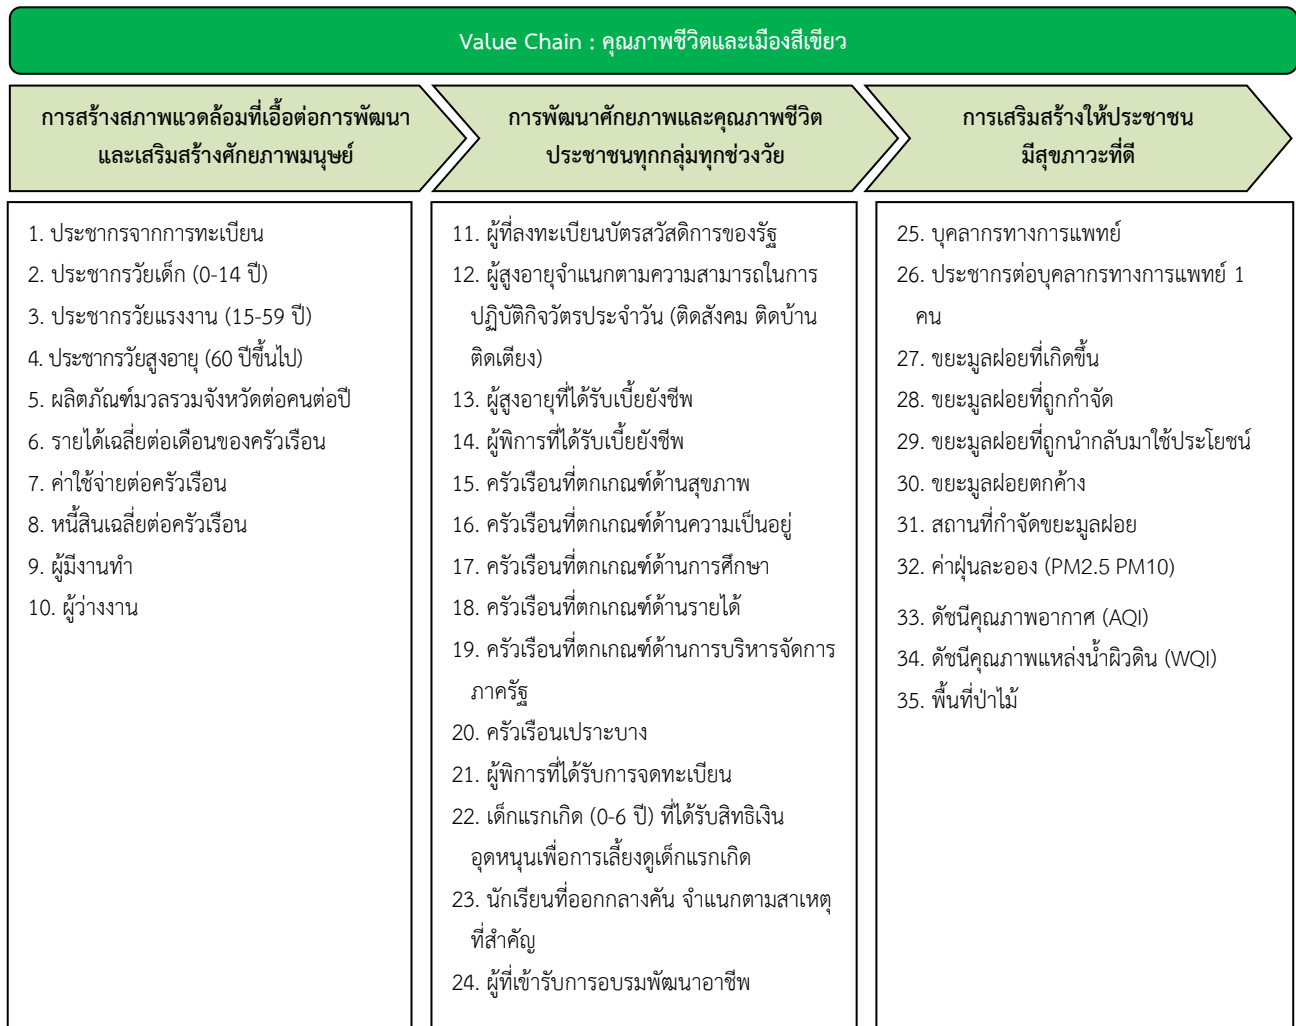 Value Chain : คุณภาพชีวิตและเมืองสีเขียว
การสร้างสภาพแวดล้อมที่เอื้อต่อการพัฒนา
และเสริมสร้างศักยภาพมนุษย์
การพัฒนาศักยภาพและคุณภาพชีวิต
ประชาชนทุกกลุ่มทุกช่วงวัย
การเสริมสร้างให้ประชาชน
มีสุขภาวะที่ดี
1. ประชากรจากการทะเบียน
2. ประชากรวัยเด็ก (0-14 ปี)
3. ประชากรวัยแรงงาน (15-59 ปี)
4. ประชากรวัยสูงอายุ (60 ปีขึ้นไป)
5. ผลิตภัณฑ์มวลรวมจังหวัดต่อคนต่อปี
6. รายได้เฉลี่ยต่อเดือนของครัวเรือน
7. ค่าใช้จ่ายต่อครัวเรือน
8. หนี้สินเฉลี่ยต่อครัวเรือน
9. ผู้มีงานทำ
10. ผู้ว่างงาน
11. ผู้ที่ลงทะเบียนบัตรสวัสดิการของรัฐ
12. ผู้สูงอายุจำแนกตามความสามารถในการ
ปฏิบัติกิจวัตรประจำวัน (ติดสังคม ติดบ้าน
ติดเตียง)
13. ผู้สูงอายุที่ได้รับเบี้ยยังชีพ
14. ผู้พิการที่ได้รับเบี้ยยังชีพ
15. ครัวเรือนที่ตกเกณฑ์ด้านสุขภาพ
16. ครัวเรือนที่ตกเกณฑ์ด้านความเป็นอยู่
17. ครัวเรือนที่ตกเกณฑ์ด้านการศึกษา
18. ครัวเรือนที่ตกเกณฑ์ด้านรายได้
19. ครัวเรือนที่ตกเกณฑ์ด้านการบริหารจัดการ
ภาครัฐ
20. ครัวเรือนเปราะบาง
21. ผู้พิการที่ได้รับการจดทะเบียน
22. เด็กแรกเกิด (0-6 ปี) ที่ได้รับสิทธิเงิน
อุดหนุนเพื่อการเลี้ยงดูเด็กแรกเกิด
23. นักเรียนที่ออกกลางคัน จำแนกตามสาเหตุ
ที่สำคัญ
24. ผู้ที่เข้ารับการอบรมพัฒนาอาชีพ
25. บุคลากรทางการแพทย์
26. ประชากรต่อบุคลากรทางการแพทย์ 1
คน
27. ขยะมูลฝอยที่เกิดขึ้น
28. ขยะมูลฝอยที่ถูกกำจัด
29. ขยะมูลฝอยที่ถูกนำกลับมาใช้ประโยชน์
30. ขยะมูลฝอยตกค้าง
31. สถานที่กำจัดขยะมูลฝอย
32. ค่าฝุ่นละออง (PM2.5 PM10)
33. ดัชนีคุณภาพอากาศ (AQI)
34. ดัชนีคุณภาพแหล่งน้ำผิวดิน (WQI)
35. พื้นที่ป่าไม้